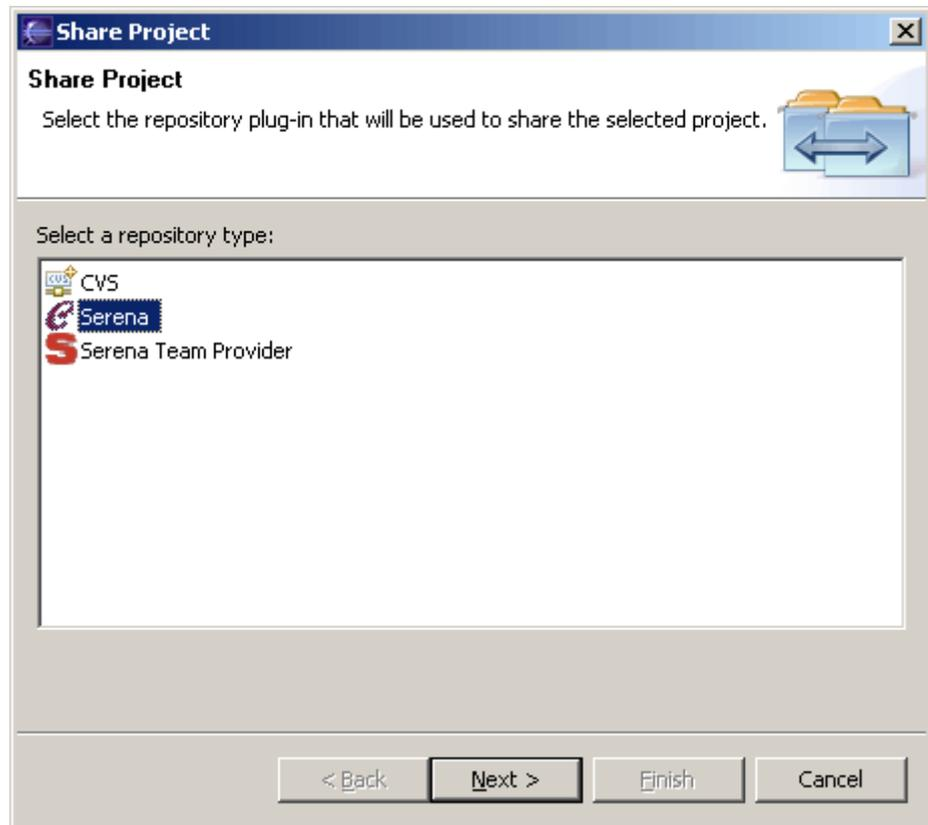 Share Project
Share Project
Select the repository plug-in that will be used to share the selected project.
Select a repository type:
CVS
Serena
Serena Team Provider
< Back
Next >
Finish
Cancel